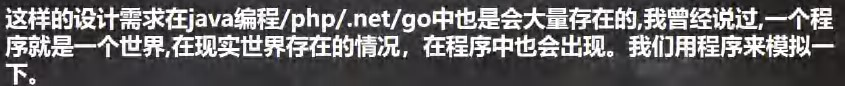 这样的设计需求在java编程/php/.net/go中也是会大量存在的,我曾经说过,一个程
序就是一个世界,在现实世界存在的情况，在程序中也会出现。我们用程序来模拟一
下。